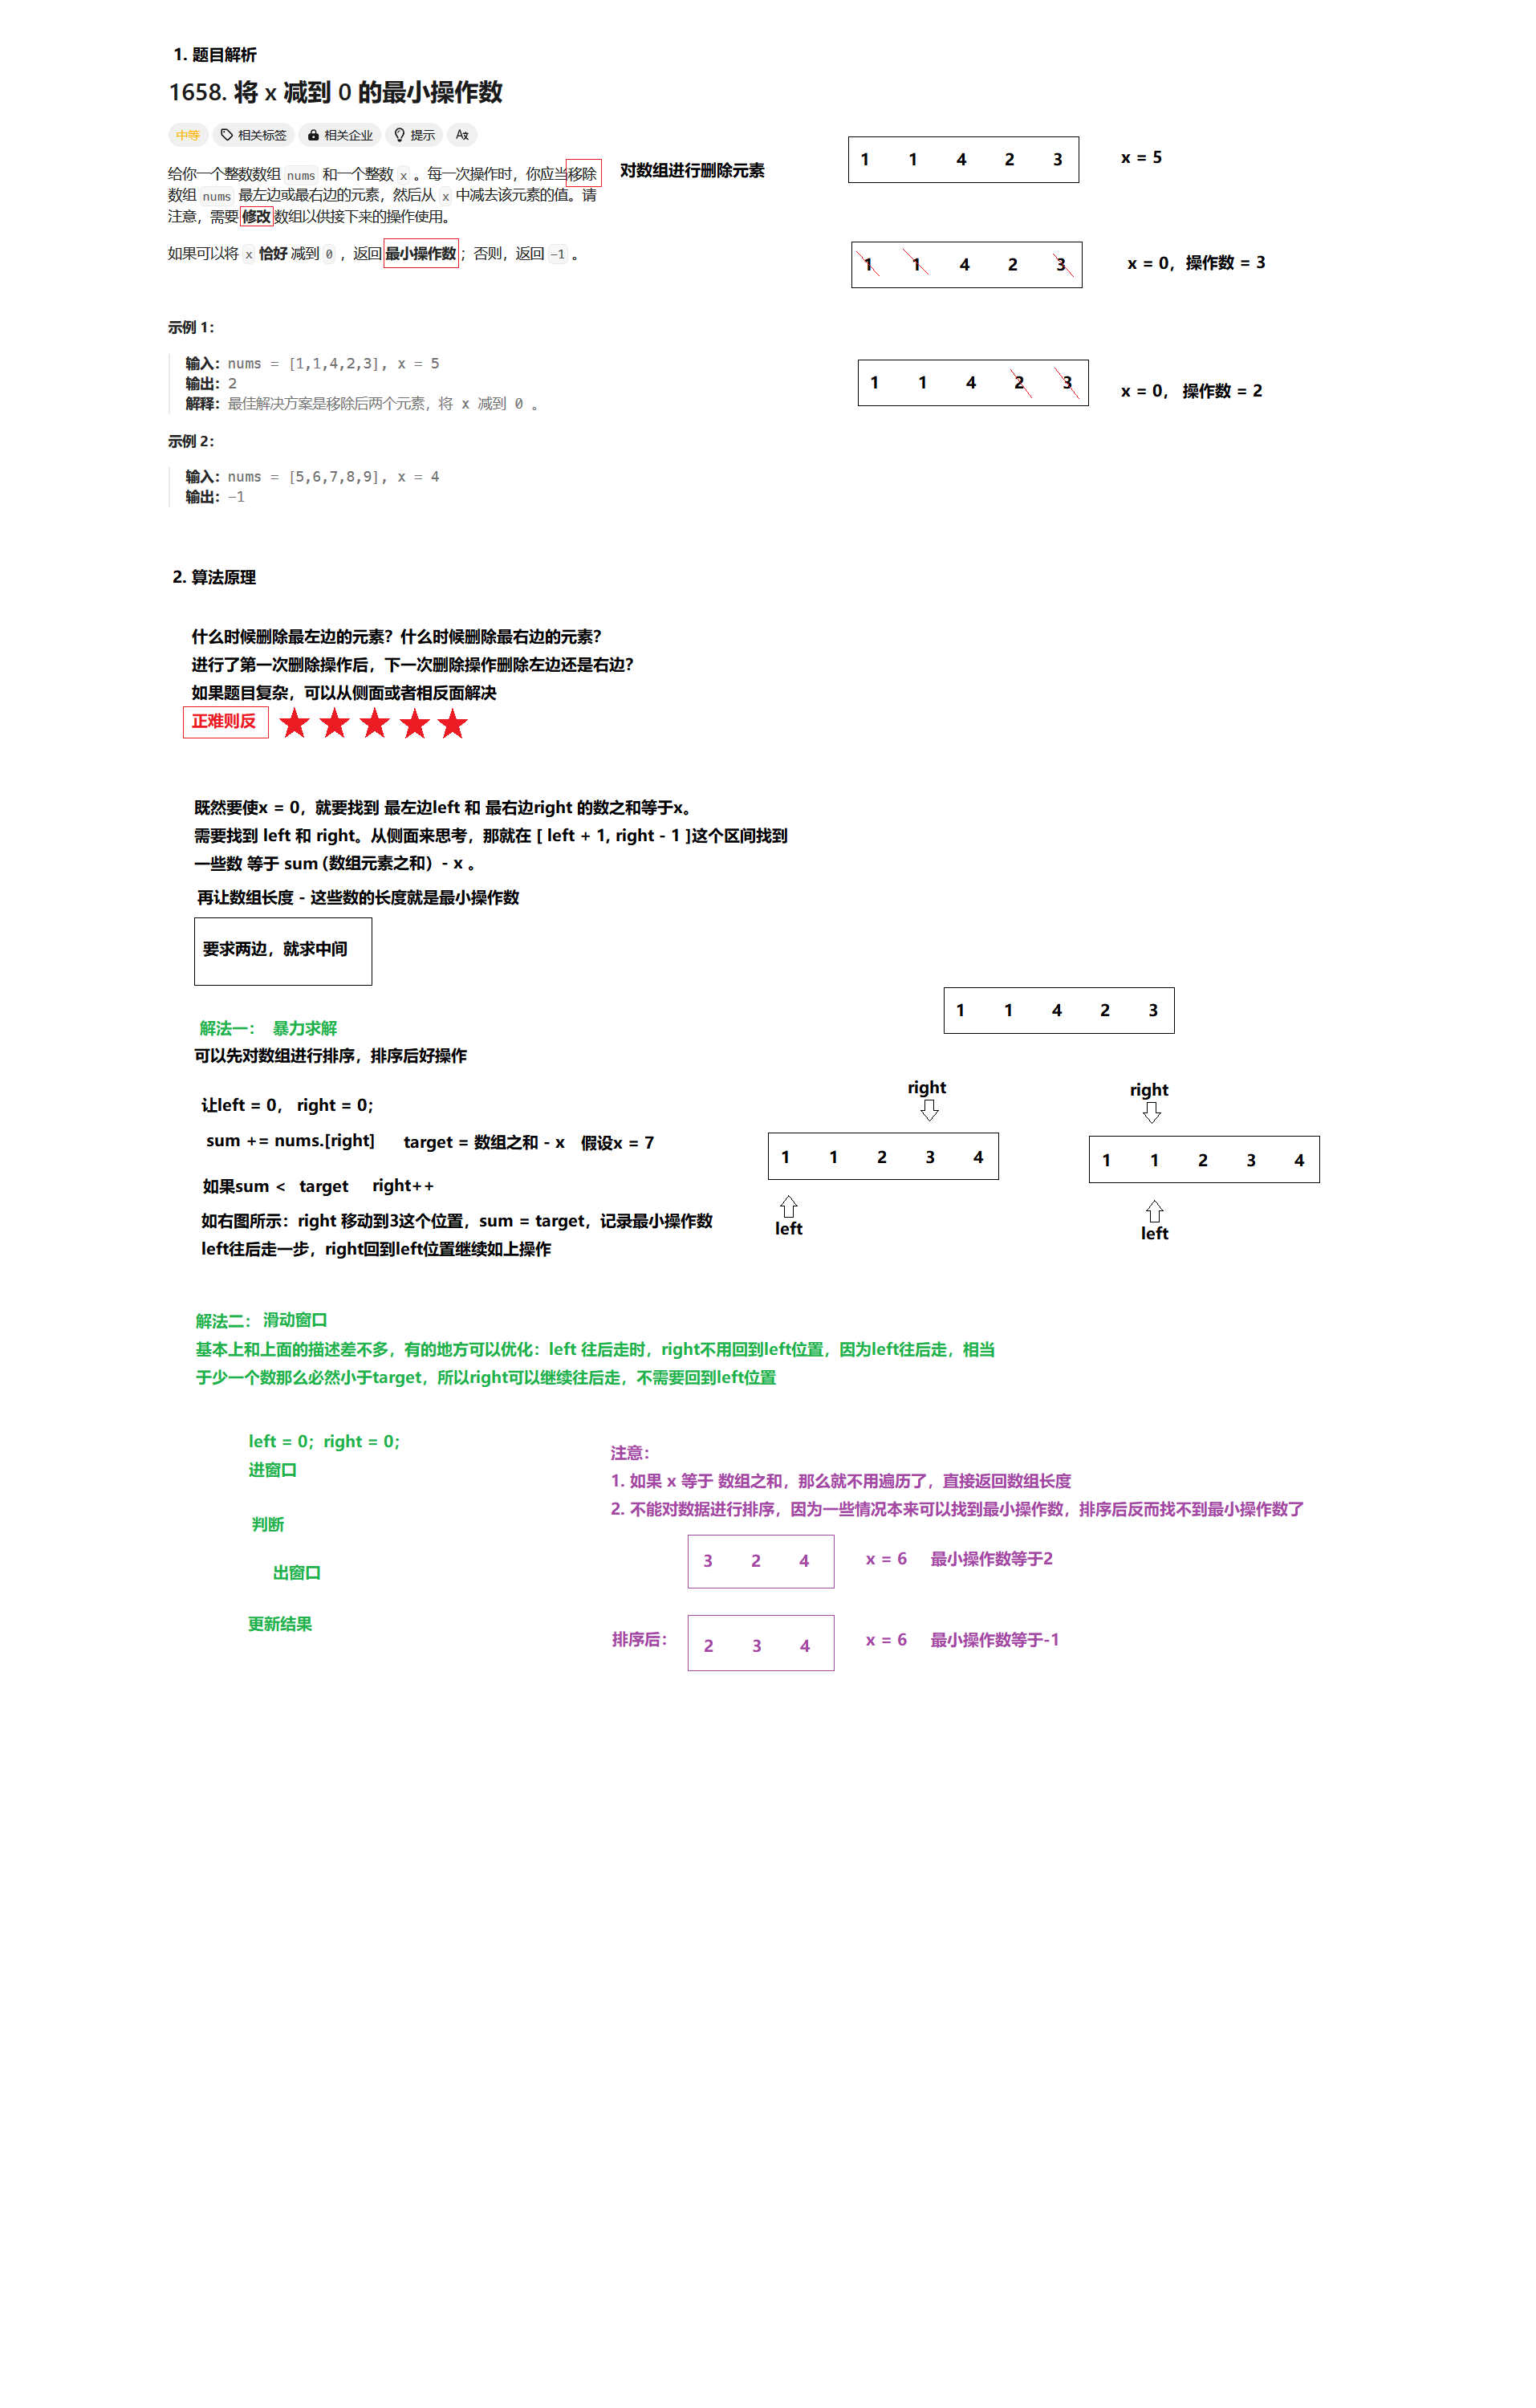 1. 题目解析
1658. 将 x 减到 0 的最小操作数
中等 相关标签 相关企业 提示
给你一个整数数组 nums 和一个整数 x 。每一次操作时，你应当移除
数组 nums 最左边或最右边的元素，然后从 x 中减去该元素的值。请
注意，需要 修改 数组以供接下来的操作使用。
如果可以将 x 恰好 减到 0 ，返回 最小操作数 ；否则，返回 -1 。
对数组进行删除元素
1 1 4 2 3
x = 5
1 1 4 2 3
x = 0，操作数 = 3
1 1 4 2 3
x = 0， 操作数 = 2
示例 1：
输入：nums = [1,1,4,2,3], x = 5
输出：2
解释：最佳解决方案是移除后两个元素，将 x 减到 0 。
示例 2：
输入：nums = [5,6,7,8,9], x = 4
输出：-1
2. 算法原理
什么时候删除最左边的元素？什么时候删除最右边的元素？
进行了第一次删除操作后，下一次删除操作删除左边还是右边？
如果题目复杂，可以从侧面或者相反面解决
正难则反
既然要使x = 0，就要找到 最左边left 和 最右边right 的数之和等于x。
需要找到 left 和 right。从侧面来思考，那就在 [ left + 1, right - 1 ]这个区间找到
一些数 等于 sum (数组元素之和）- x 。
再让数组长度 - 这些数的长度就是最小操作数
要求两边，就求中间
解法一： 暴力求解
可以先对数组进行排序，排序后好操作
让left = 0， right = 0；
sum += nums.[right] target = 数组之和 - x 假设x = 7
如果sum < target right++
如右图所示：right 移动到3这个位置，sum = target，记录最小操作数
left往后走一步，right回到left位置继续如上操作
1 1 4 2 3
right
1 1 2 3 4
left
right
1 1 2 3 4
left
解法二： 滑动窗口
基本上和上面的描述差不多，有的地方可以优化：left 往后走时，right不用回到left位置，因为left往后走，相当
于少一个数那么必然小于target，所以right可以继续往后走，不需要回到left位置
left = 0；right = 0；
进窗口
判断
出窗口
更新结果
注意：
1. 如果 x 等于 数组之和，那么就不用遍历了，直接返回数组长度
2. 不能对数据进行排序，因为一些情况本来可以找到最小操作数，排序后反而找不到最小操作数了
3 2 4
x = 6 最小操作数等于2
排序后：
2 3 4
x = 6 最小操作数等于-1